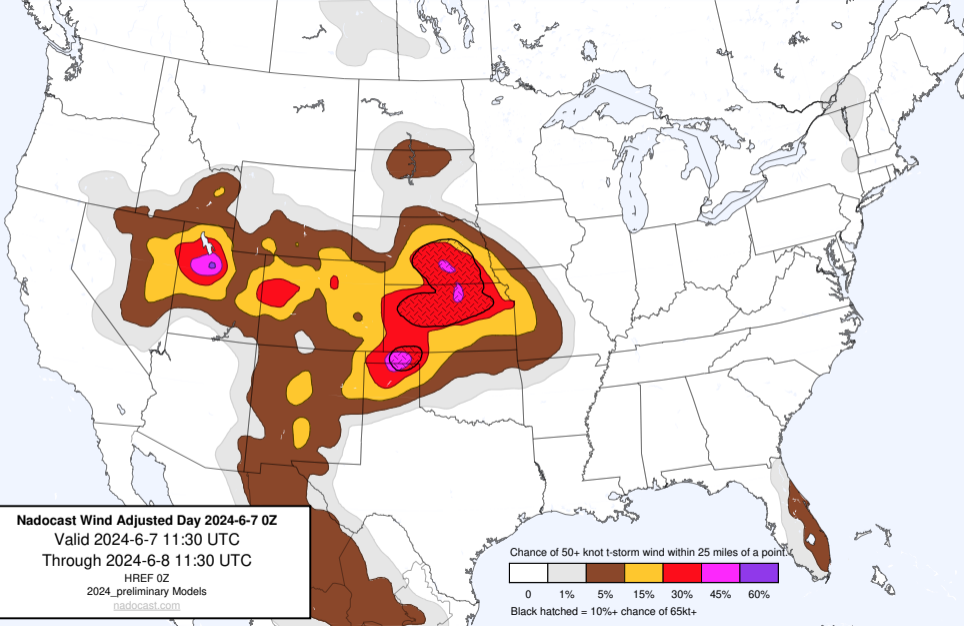 Nadocast Wind Adjusted Day 2024-6-7 0Z
Valid 2024-6-7 11:30 UTC
Through 2024-6-8 11:30 UTC
HREF 0Z
2024_preliminary Models
nadocast.com
Chance of 50+ knot t-storm wind within 25 miles of a point.
0 1% 5% 15% 30% 45% 60%
Black hatched = 10%+ chance of 65kt+